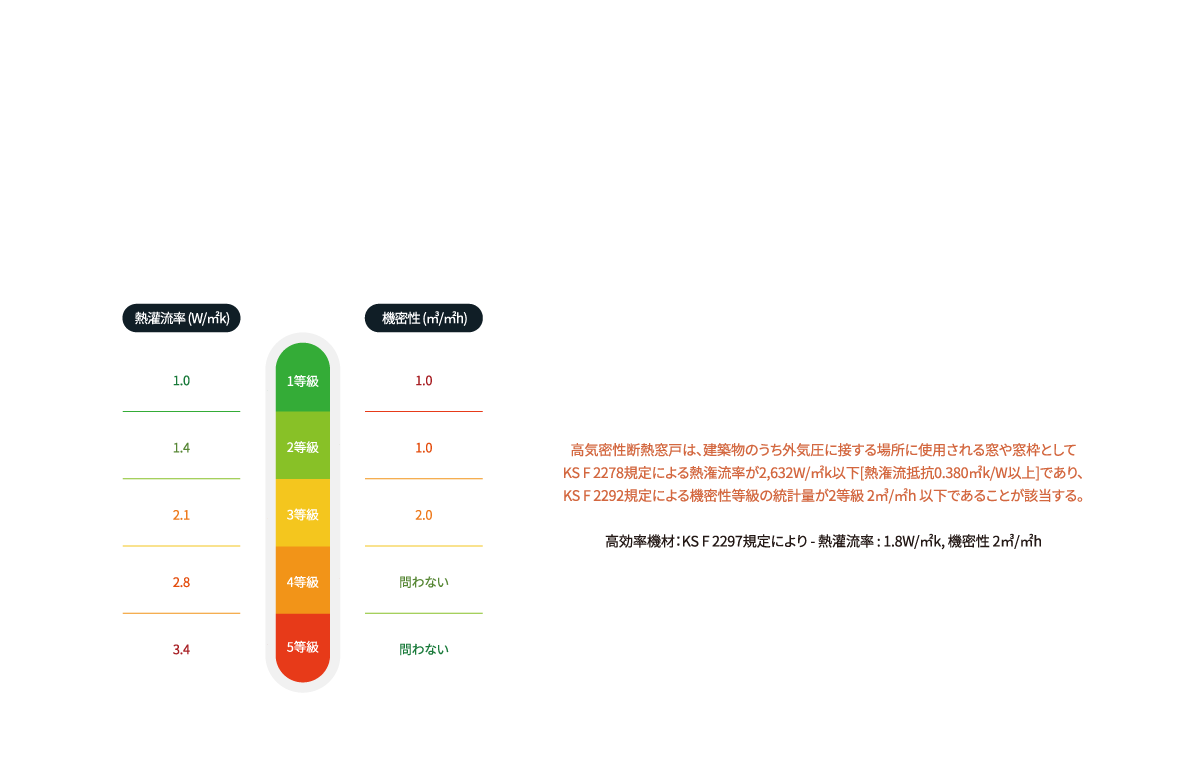 熱灌流率 (W/㎡k)
機密性 (㎥/㎡h)
1.0
1等級
1.0
1.4
2等級
1.0
2.1
3等級
2.0
2.8
4等級
問わない
3.4
5等級
問わない
高気密性断熱窓戸は、建築物のうち外気圧に接する場所に使用される窓や窓枠として
KS F 2278規定による熱潅流率が2,632W/㎡k以下[熱潅流抵抗0.380㎡k/W以上]であり、
KS F 2292規定による機密性等級の統計量が2等級 2㎥/㎡h 以下であることが該当する。
高効率機材：KS F 2297規定により - 熱灌流率 : 1.8W/㎡k, 機密性 2㎥/㎡h